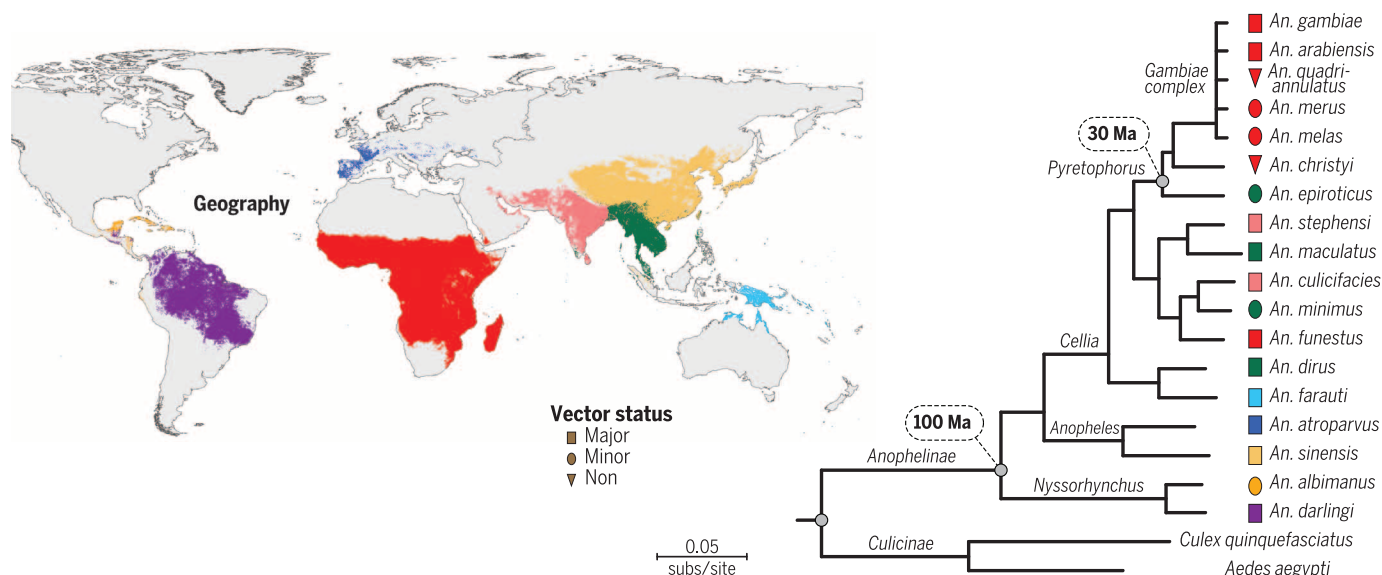 Geography
Vector status
Major
Minor
Non
0.05
subs/site
Gambiae
complex
30 Ma
Pyretophorus
Cellia
100 Ma
Anopheles
Anophelinae
Nyssorhynchus
Culicinae
An. gambiae
An. arabiensis
An. quadri-
annulatus
An. merus
An. melas
An. christyi
An. epiroticus
An. stephensi
An. maculatus
An. culicifacies
An. minimus
An. funestus
An. dirus
An. farauti
An. atroparvus
An. sinensis
An. albimanus
An. darlingi
Culex quinquefasciatus
Aedes aegypti